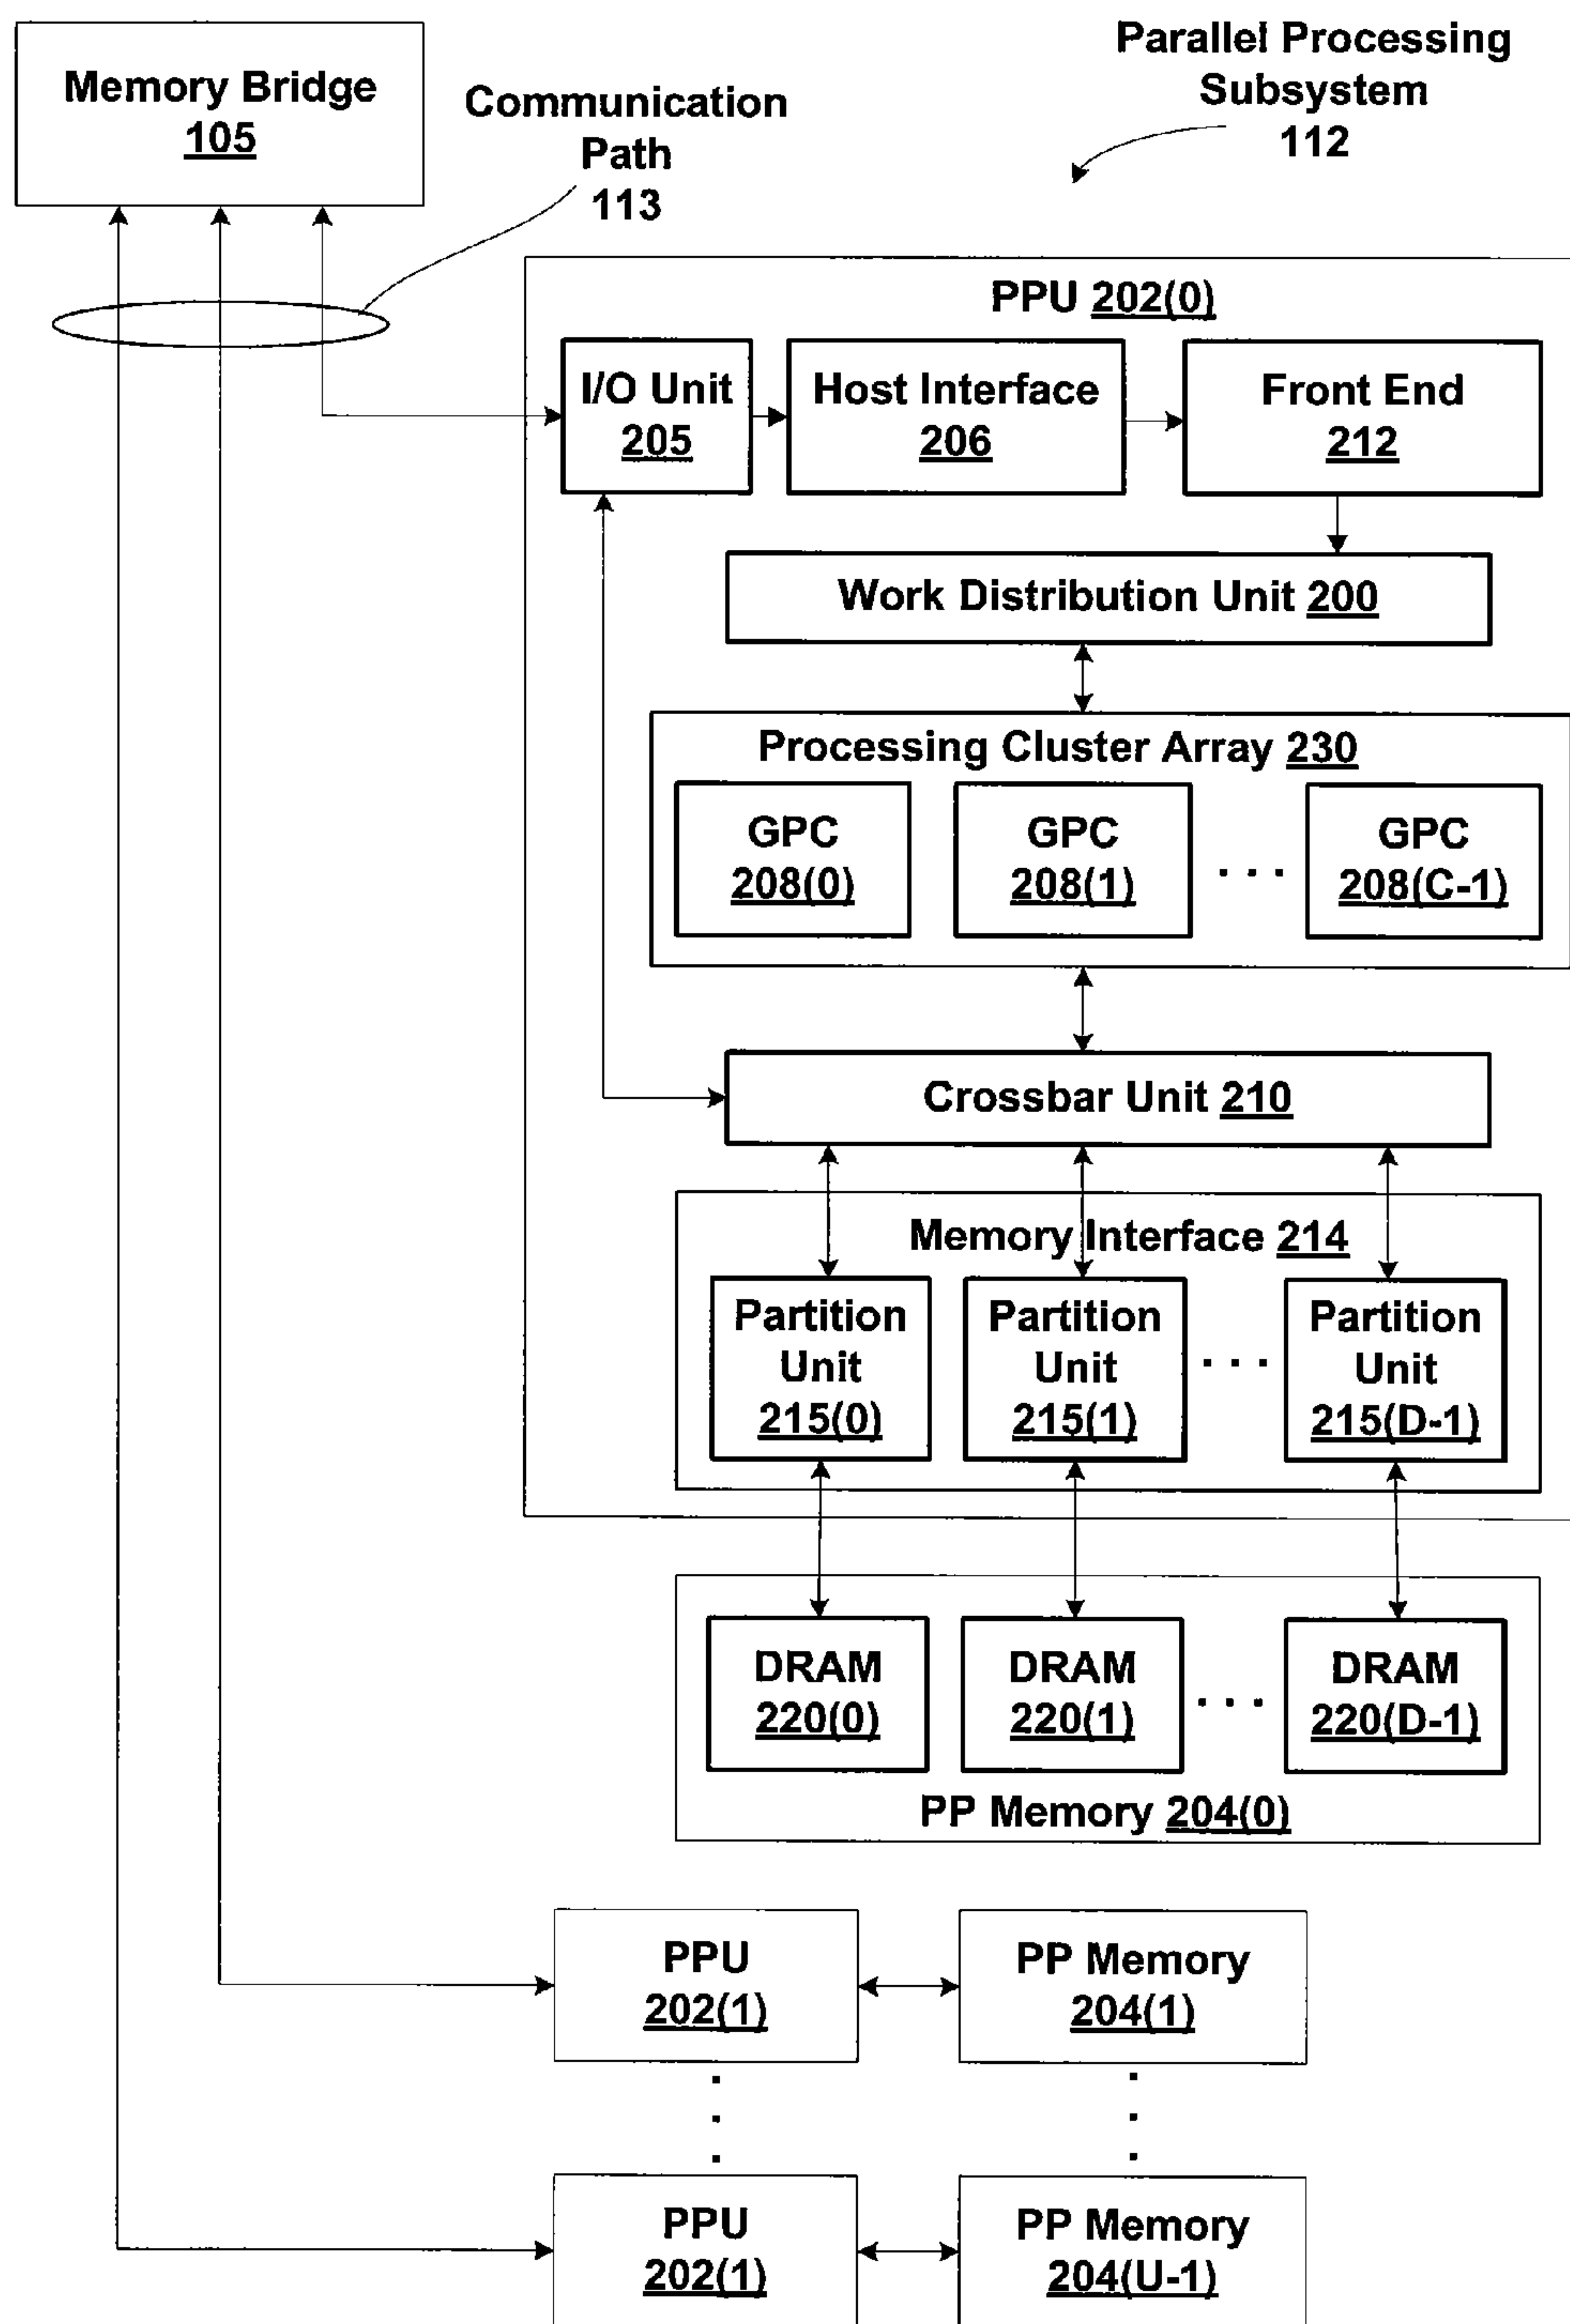 Memory Bridge
105
Communication
Path
113
Parallel Processing
Subsystem
112
PPU 202(0)
I/O Unit
205
Host Interface
206
Front End
212
Work Distribution Unit 200
Processing Cluster Array 230
GPC
208(0)
GPC
208(1)
. . .
GPC
208(C-1)
Crossbar Unit 210
Memory Interface 214
Partition
Unit
215(0)
Partition
Unit
215(1)
. . .
Partition
Unit
215(D-1)
DRAM
220(0)
DRAM
220(1)
. . .
DRAM
220(D-1)
PP Memory 204(0)
PPU
202(1)
PP Memory
204(1)
PPU
202(1)
PP Memory
204(U-1)